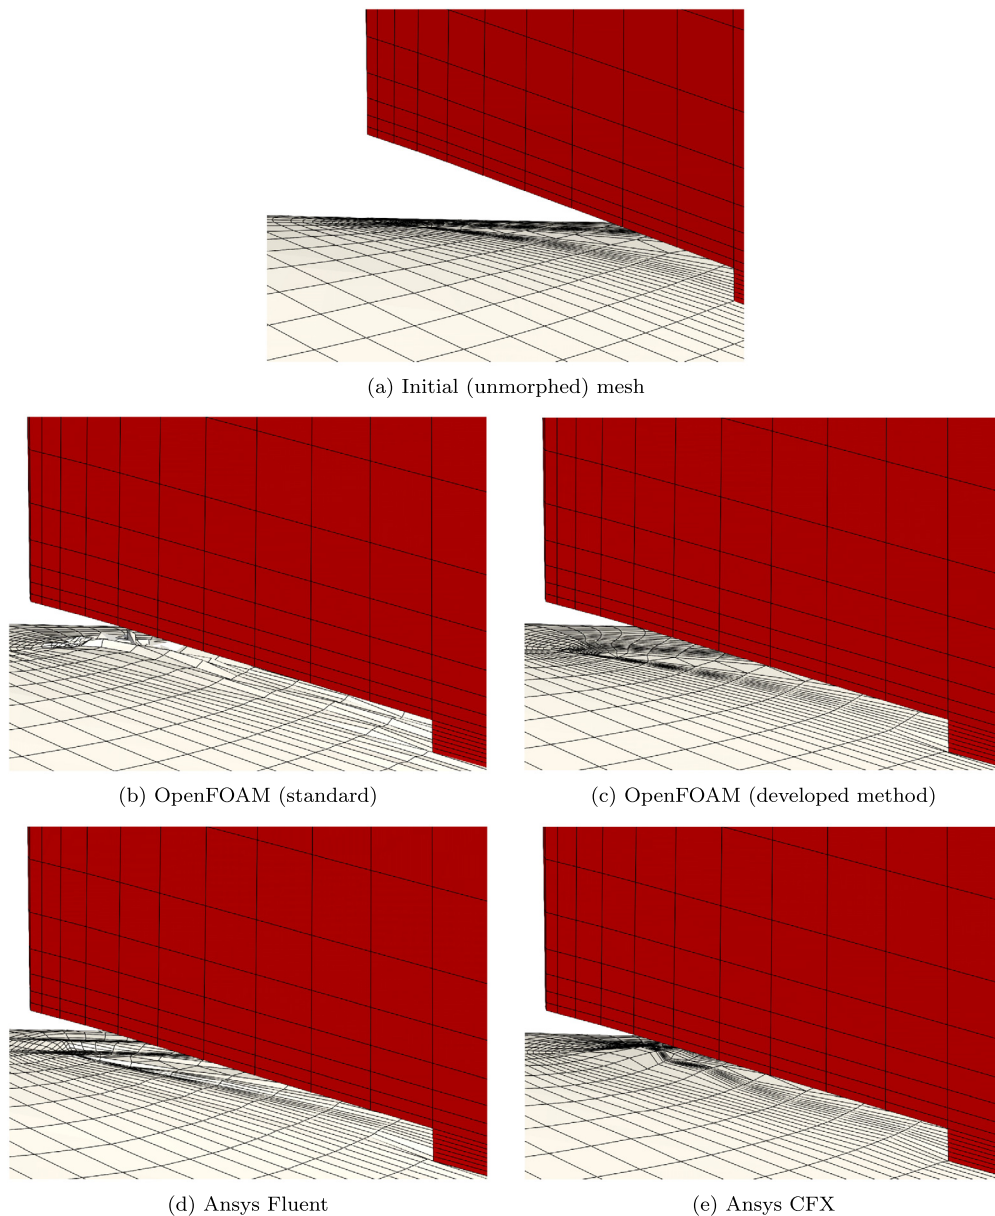 (a) Initial (unmorphed) mesh
(b) OpenFOAM (standard)
(c) OpenFOAM (developed method)
(d) Ansys Fluent
(e) Ansys CFX